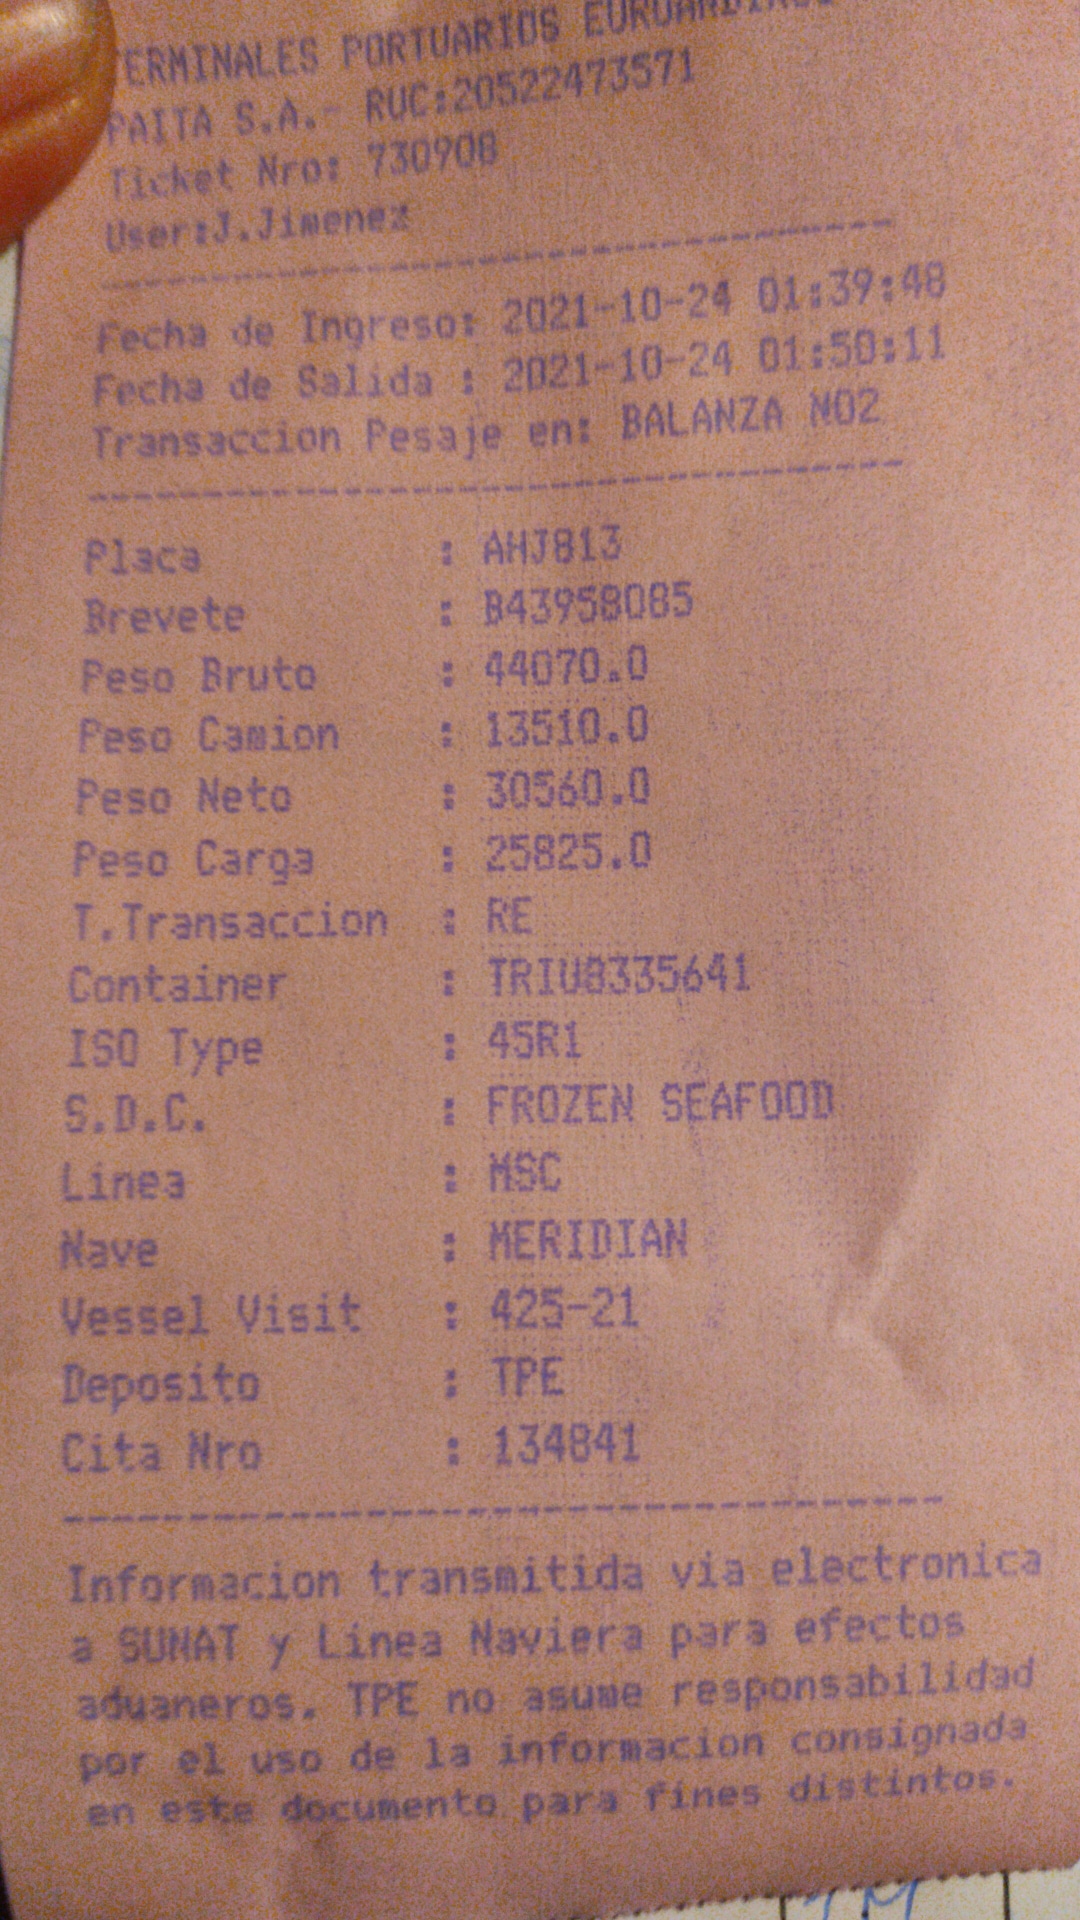 TERMINALES PORTUARIOS EUROANDINOS
PAITA S.A.- RUC:20522473571
Ticket Nro: 730908
User:J.Jimenez
Fecha de Ingreso: 2021-10-24 01:39:48
Fecha de Salida : 2021-10-24 01:50:11
Transaccion Pesaje en: BALANZA NO2
Placa : AHJ813
Brevete : B43958085
Peso Bruto : 44070.0
Peso Camion : 13510.0
Peso Neto : 30560.0
Peso Carga : 25825.0
T.Transaccion : RE
Container : TRIU8335641
ISO Type : 45R1
S.D.C. : FROZEN SEAFOOD
Linea : MSC
Nave : MERIDIAN
Vessel Visit : 425-21
Deposito : TPE
Cita Nro : 134841
Informacion transmitida via electronica
a SUNAT y Linea Naviera para efectos
aduaneros. TPE no asume responsabilidad
por el uso de la informacion consignada
en este documento para fines distintos.